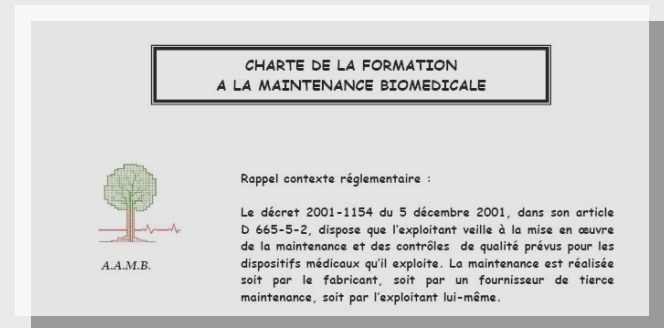 CHARTE DE LA FORMATION
A LA MAINTENANCE BIOMEDICALE
Rappel contexte réglementaire :
Le décret 2001-1154 du 5 décembre 2001, dans son article
D 665-5-2, dispose que l'exploitant veille à la mise en œuvre
de la maintenance et des contrôles de qualité prévus pour les
dispositifs médicaux qu'il exploite. La maintenance est réalisée
soit par le fabricant, soit par un fournisseur de tierce
maintenance, soit par l'exploitant lui-même.
A.A.M.B.